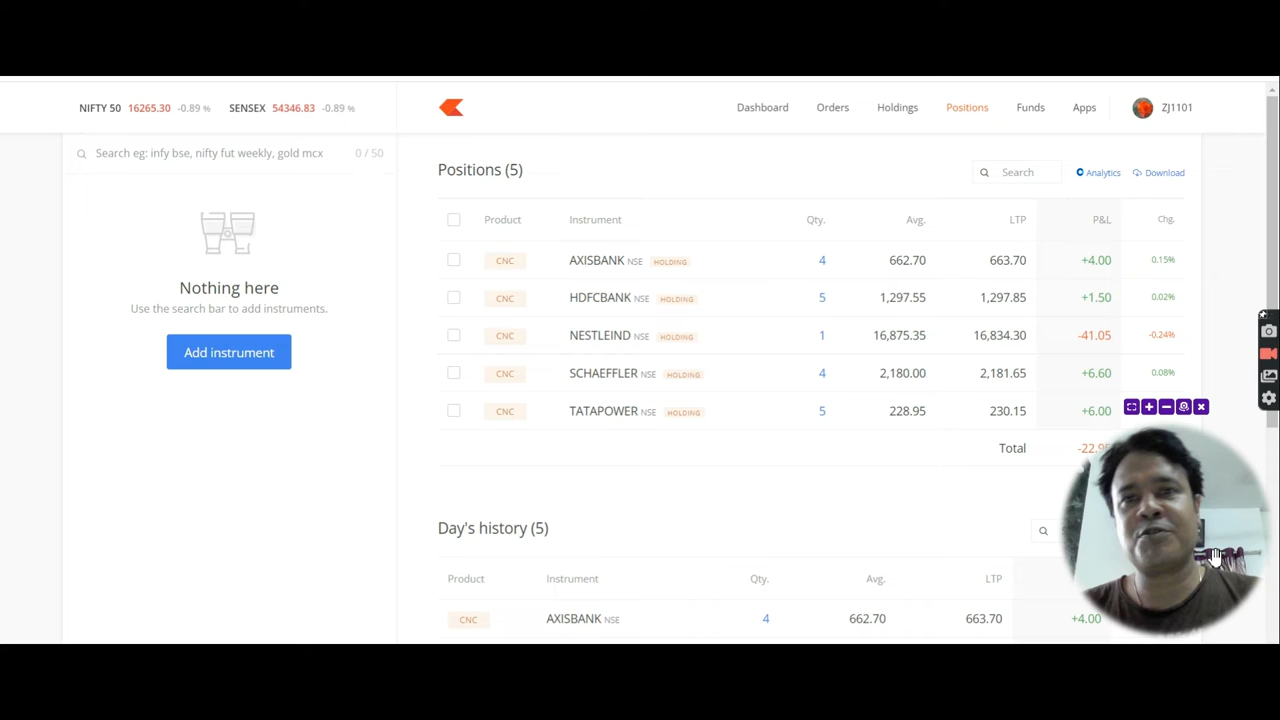 NIFTY 50 16265.30 -0.89 % SENSEX 54346.83 -0.89 %
Dashboard Orders Holdings Positions Funds Apps ZJ1101
Search eg: infy bse, nifty fut weekly, gold mcx 0 / 50
Nothing here
Use the search bar to add instruments.
Add instrument
Positions (5) Search Analytics Download
Product Instrument Qty. Avg. LTP P&L Chg.
CNC AXISBANK NSE HOLDING 4 662.70 663.70 +4.00 0.15%
CNC HDFCBANK NSE HOLDING 5 1,297.55 1,297.85 +1.50 0.02%
CNC NESTLEIND NSE HOLDING 1 16,875.35 16,834.30 -41.05 -0.24%
CNC SCHAEFFLER NSE HOLDING 4 2,180.00 2,181.65 +6.60 0.08%
CNC TATAPOWER NSE HOLDING 5 228.95 230.15 +6.00
Total
Day's history (5)
Product Instrument Qty. Avg. LTP
CNC AXISBANK NSE 4 662.70 663.70 +4.00